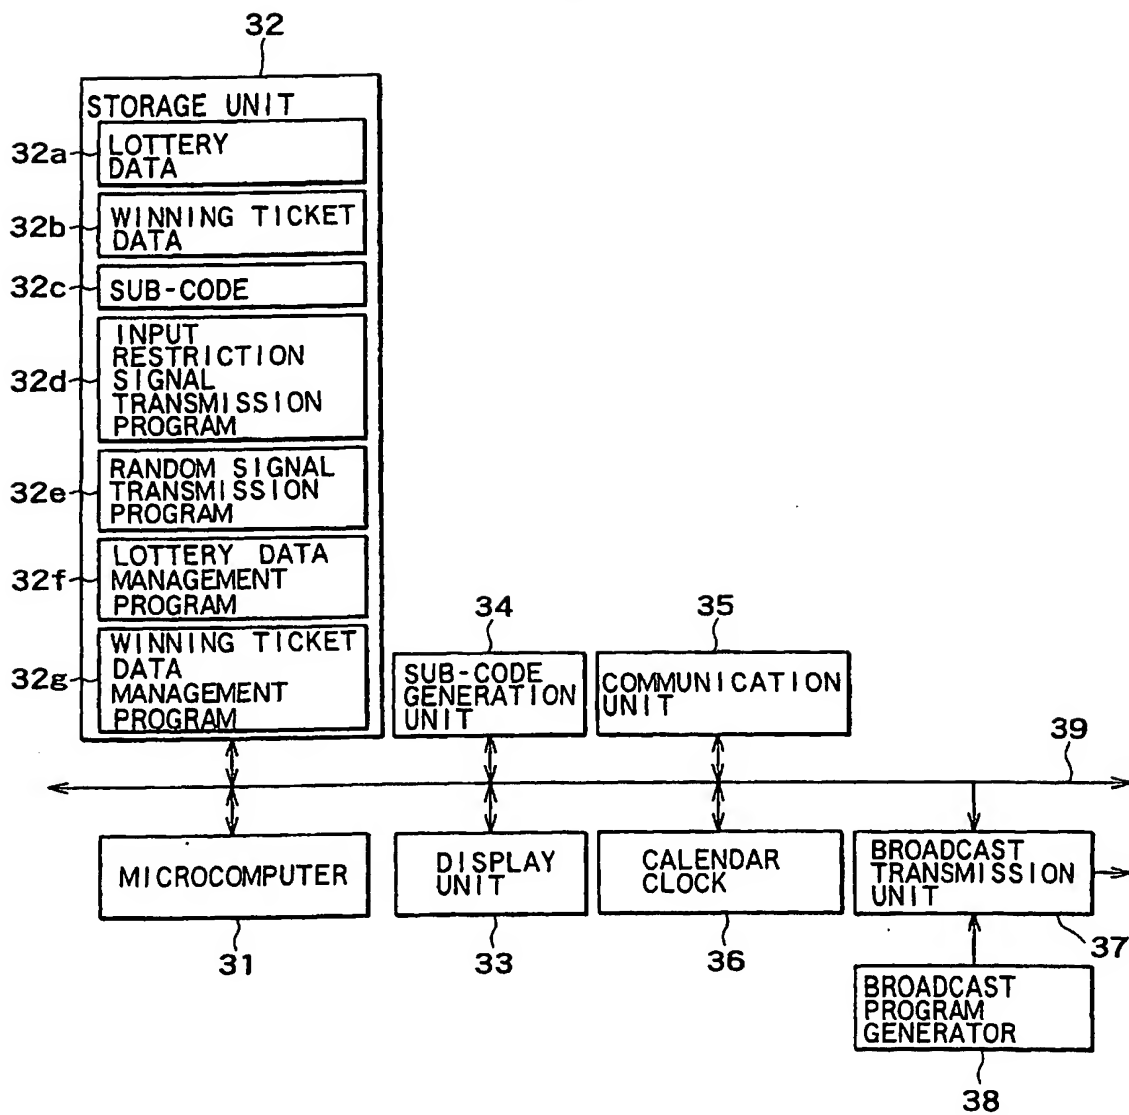 32
STORAGE UNIT
32a
LOTTERY
DATA
32b
WINNING TICKET
DATA
32c
SUB-CODE
32d
INPUT
RESTRICTION
SIGNAL
TRANSMISSION
PROGRAM
32e
RANDOM SIGNAL
TRANSMISSION
PROGRAM
32f
LOTTERY DATA
MANAGEMENT
PROGRAM
32g
WINNING TICKET
DATA
MANAGEMENT
PROGRAM
34
SUB-CODE
GENERATION
UNIT
35
COMMUNICATION
UNIT
39
MICROCOMPUTER
31
DISPLAY
UNIT
33
CALENDAR
CLOCK
36
BROADCAST
TRANSMISSION
UNIT
37
BROADCAST
PROGRAM
GENERATOR
38